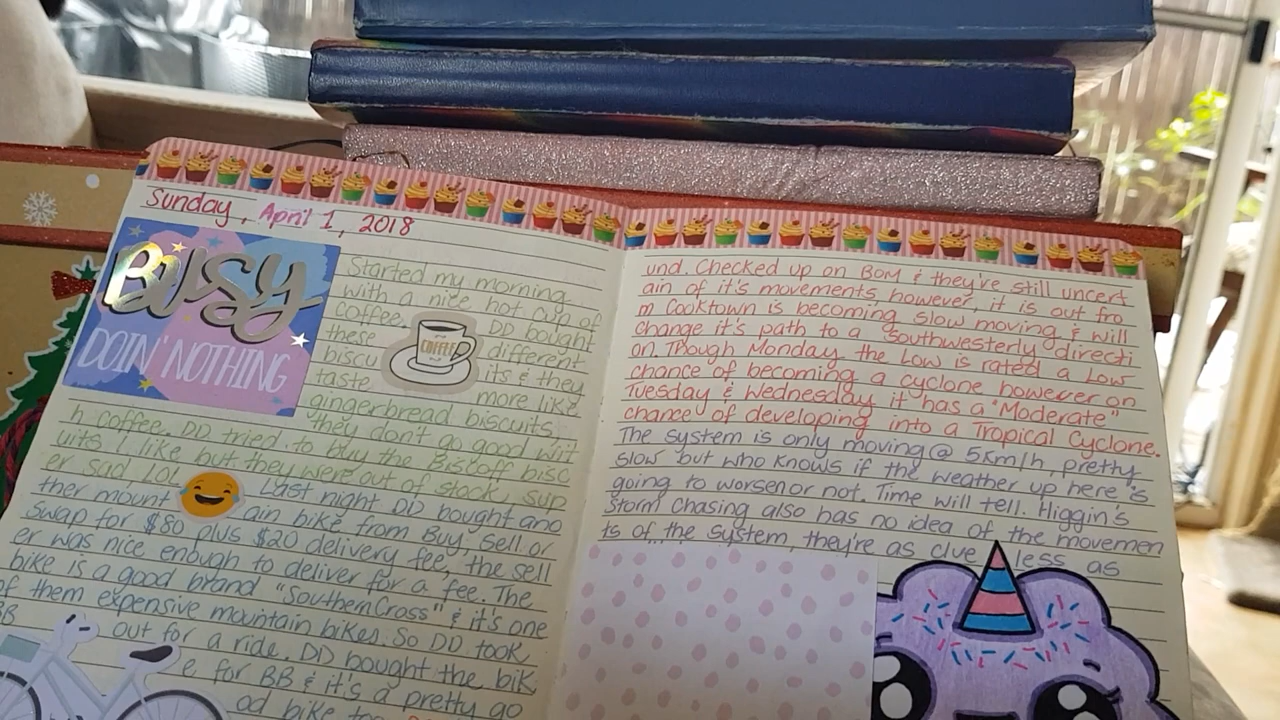 Sunday, April 1, 2018
BUSY
DOIN' NOTHING
Started my morning
with a nice hot cup of
coffee. DD bought
these different
biscu its & they
taste more like
gingerbread biscuits,
they don't go good wit
h coffee. DD tried to buy the Biscoff bisc
uits I like but they were out of stock, sup
er sad lol
COFFEE
Last night DD bought ano
ther mount ain bike from Buy, Sell or
Swap for $80 plus $20 delivery fee, the sell
er was nice enough to deliver for a fee. The
bike is a good brand "SouthernCross" & it's one
of them expensive mountain bikes. So DD took
BB out for a ride. DD bought the bik
e for BB & it's a pretty go
od bike too
und. Checked up on BOM & they're still uncert
ain of it's movements, however, it is out fro
m Cooktown is becoming slow moving & will
change it's path to a Southwesterly directi
on. Though Monday the Low is rated a Low
chance of becoming a cyclone however on
Tuesday & Wednesday it has a "Moderate"
chance of developing into a Tropical Cyclone.
The system is only moving @ 5Km/h, pretty
slow but who knows if the weather up here's
going to worsen or not. Time will tell. Higgin's
Storm Chasing also has no idea of the movemen
ts of the system, they're as clue less as